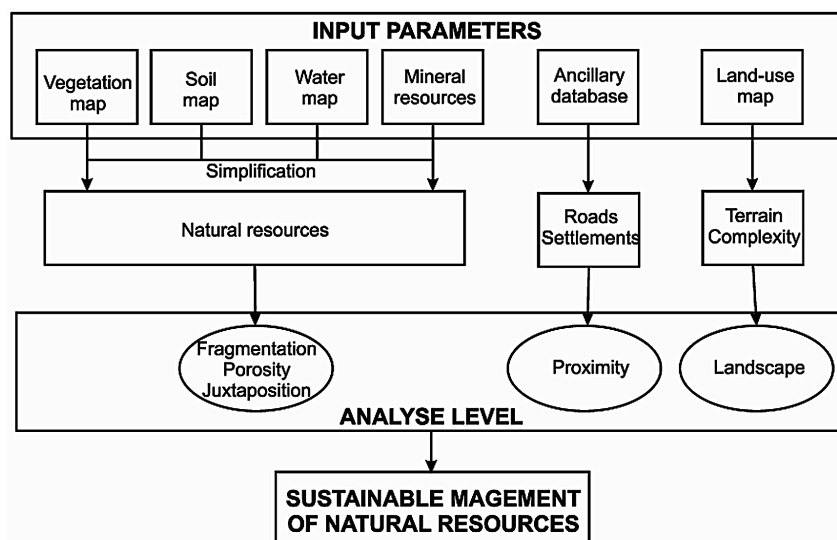 INPUT PARAMETERS
Vegetation
map
Soil
map
Water
map
Mineral
resources
Ancillary
database
Land-use
map
Simplification
Natural resources
Roads
Settlements
Terrain
Complexity
Fragmentation
Porosity
Juxtaposition
Proximity
Landscape
ANALYSE LEVEL
SUSTAINABLE MAGEMENT
OF NATURAL RESOURCES